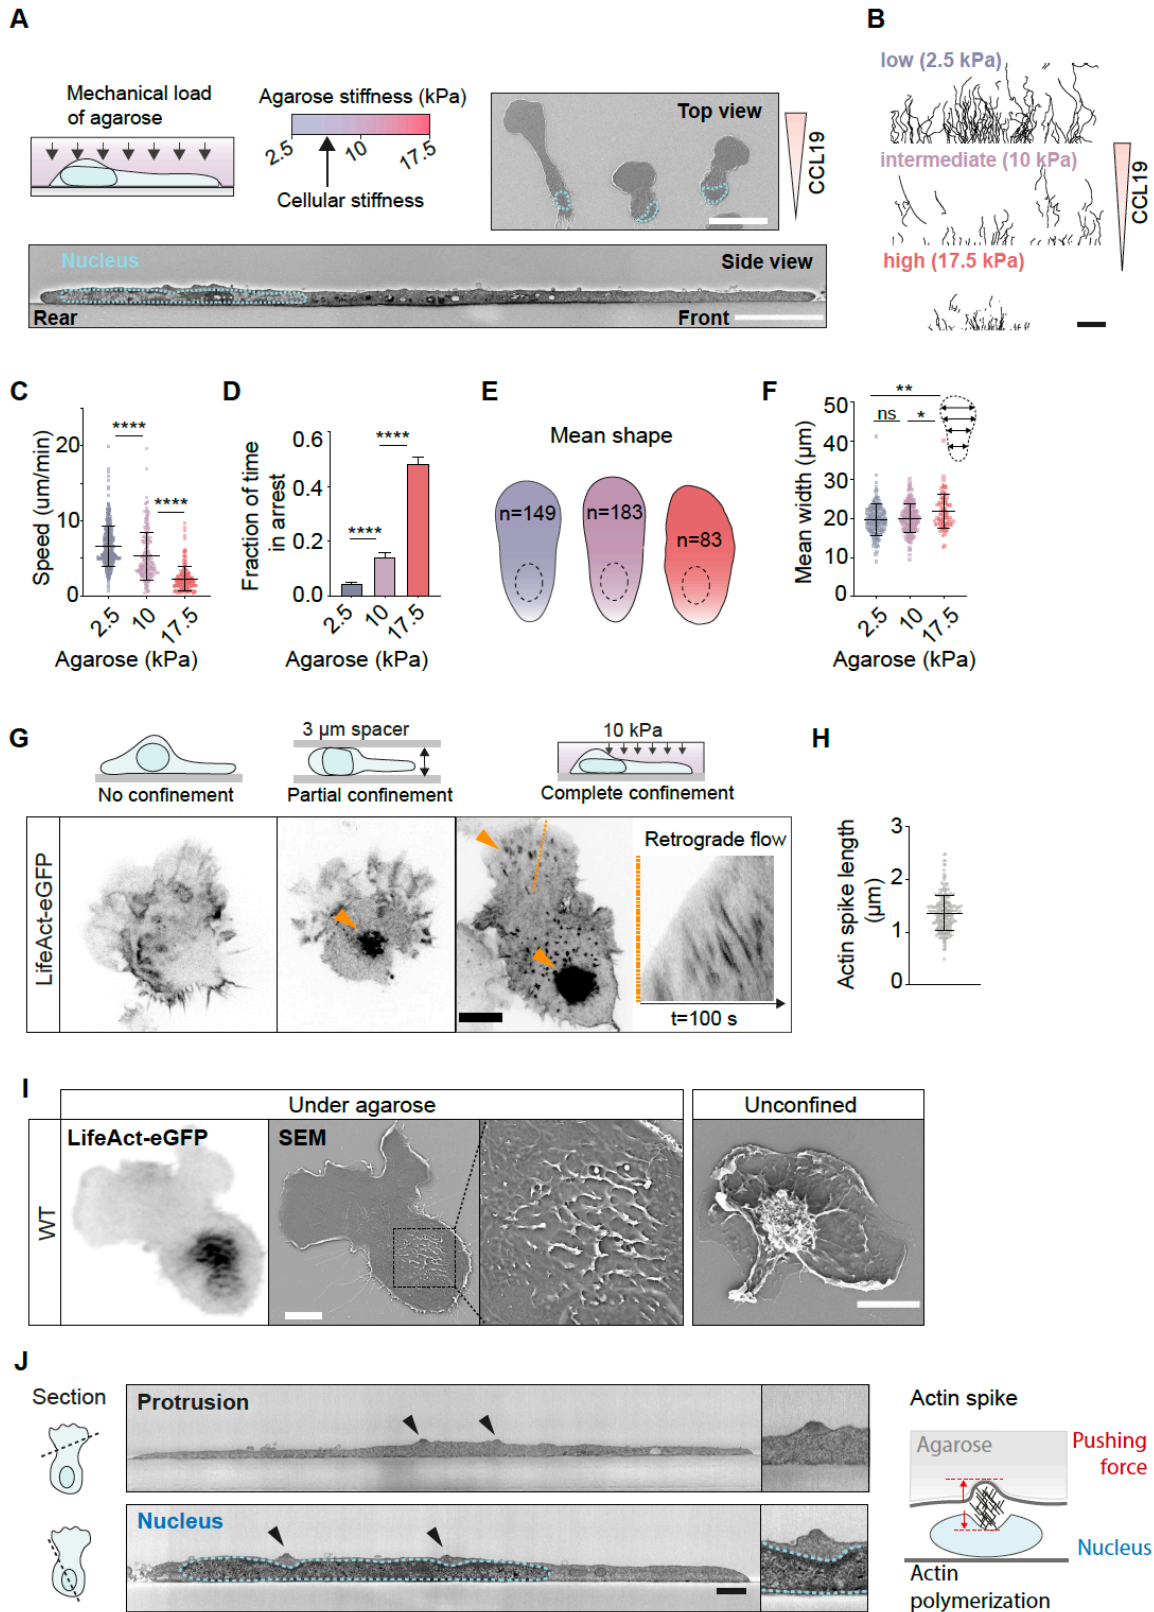 A
Mechanical load
of agarose
Agarose stiffness (kPa)
2.5
10
17.5
Cellular stiffness
Top view
CCL19
Nucleus
Side view
Rear
Front
B
low (2.5 kPa)
intermediate (10 kPa)
high (17.5 kPa)
CCL19
C
Speed (um/min)
20
10
0
****
****
2.5
10
17.5
Agarose (kPa)
D
Fraction of time
in arrest
0.6
0.4
0.2
0.0
****
****
2.5
10
17.5
Agarose (kPa)
E
Mean shape
n=149
n=183
n=83
F
Mean width (µm)
50
40
30
20
10
0
**
ns
*
2.5
10
17.5
Agarose (kPa)
G
No confinement
3 µm spacer
Partial confinement
10 kPa
Complete confinement
LifeAct-eGFP
Retrograde flow
t=100 s
H
Actin spike length
(µm)
3
2
1
0
I
Under agarose
Unconfined
WT
LifeAct-eGFP
SEM
J
Section
Protrusion
Nucleus
Actin spike
Agarose
Pushing
force
Nucleus
Actin
polymerization